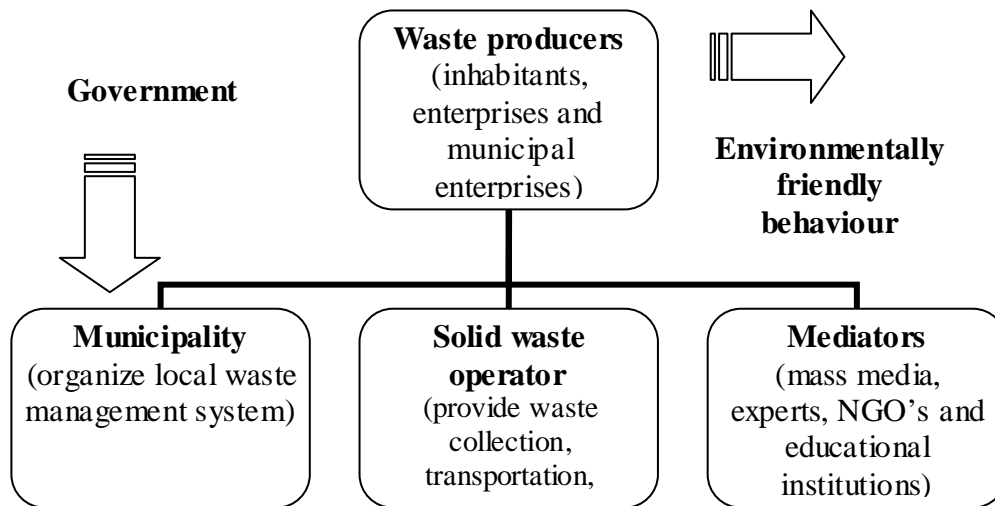 Waste producers
(inhabitants,
enterprises and
municipal
enterprises)
Government
Environmentally
friendly
behaviour
Municipality
(organize local waste
management system)
Solid waste
operator
(provide waste
collection,
transportation,
Mediators
(mass media,
experts, NGO's and
educational
institutions)